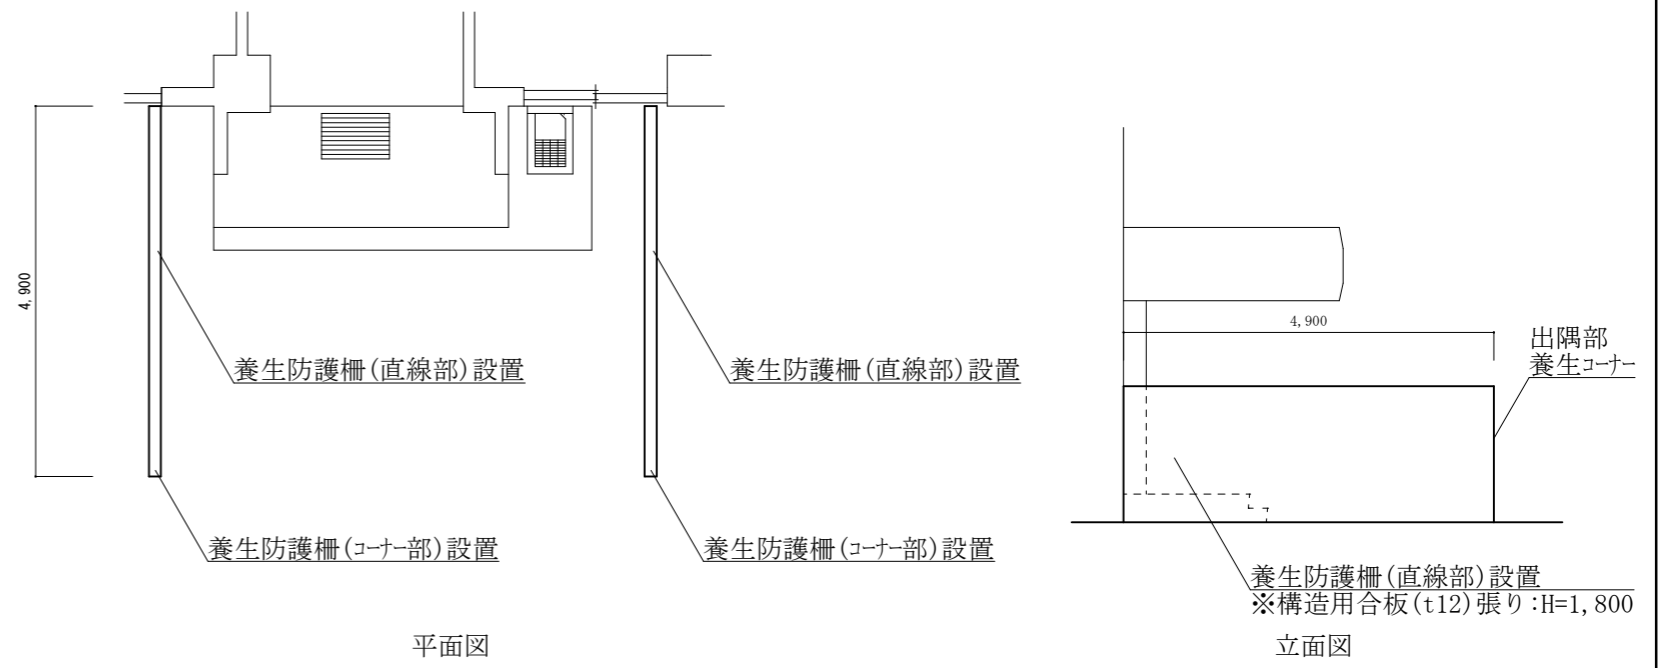 4,900
養生防護柵(直線部)設置
養生防護柵(直線部)設置
養生防護柵(コーナー部)設置
養生防護柵(コーナー部)設置
平面図
4,900
出隅部
養生コーナー
養生防護柵(直線部)設置
※構造用合板(t12)張り:H=1,800
立面図